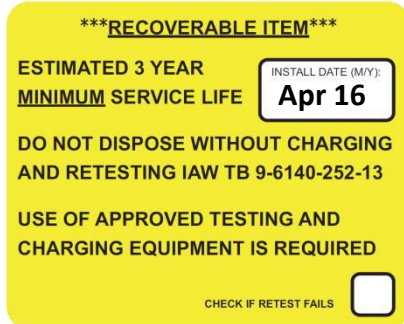 ***RECOVERABLE ITEM***
ESTIMATED 3 YEAR
MINIMUM SERVICE LIFE
INSTALL DATE (M/Y):
Apr 16
DO NOT DISPOSE WITHOUT CHARGING
AND RETESTING IAW TB 9-6140-252-13
USE OF APPROVED TESTING AND
CHARGING EQUIPMENT IS REQUIRED
CHECK IF RETEST FAILS